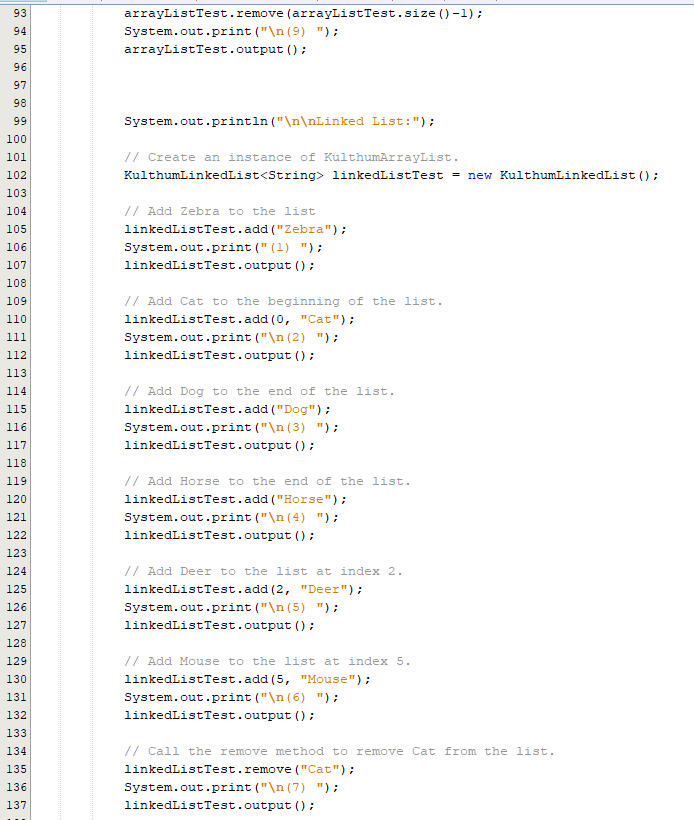 93 arrayListTest.remove(arrayListTest.size()-1);
94 System.out.print("\n(9) ");
95 arrayListTest.output();
96
97
98
99 System.out.println("\n\nLinked List:");
100
101 // Create an instance of KulthumArrayList.
102 KulthumLinkedList<String> linkedListTest = new KulthumLinkedList();
103
104 // Add Zebra to the list
105 linkedListTest.add("Zebra");
106 System.out.print("(1) ");
107 linkedListTest.output();
108
109 // Add Cat to the beginning of the list.
110 linkedListTest.add(0, "Cat");
111 System.out.print("\n(2) ");
112 linkedListTest.output();
113
114 // Add Dog to the end of the list.
115 linkedListTest.add("Dog");
116 System.out.print("\n(3) ");
117 linkedListTest.output();
118
119 // Add Horse to the end of the list.
120 linkedListTest.add("Horse");
121 System.out.print("\n(4) ");
122 linkedListTest.output();
123
124 // Add Deer to the list at index 2.
125 linkedListTest.add(2, "Deer");
126 System.out.print("\n(5) ");
127 linkedListTest.output();
128
129 // Add Mouse to the list at index 5.
130 linkedListTest.add(5, "Mouse");
131 System.out.print("\n(6) ");
132 linkedListTest.output();
133
134 // Call the remove method to remove Cat from the list.
135 linkedListTest.remove("Cat");
136 System.out.print("\n(7) ");
137 linkedListTest.output();